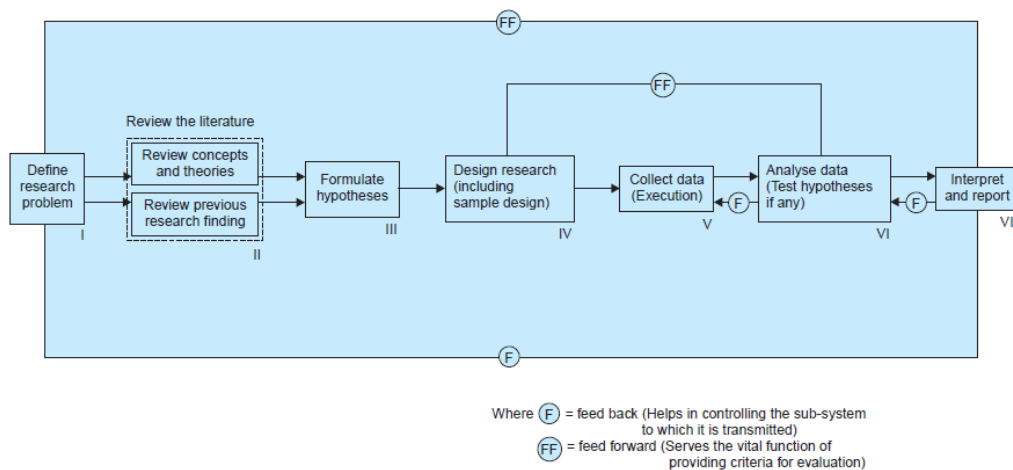 FF
FF
Review the literature
Define
research
problem
I
Review concepts
and theories
Review previous
research finding
II
Formulate
hypotheses
III
Design research
(including
sample design)
IV
Collect data
(Execution)
V
F
Analyse data
(Test hypotheses
if any)
VI
F
Interpret
and report
VI
F
Where F = feed back (Helps in controlling the sub-system
to which it is transmitted)
FF = feed forward (Serves the vital function of
providing criteria for evaluation)